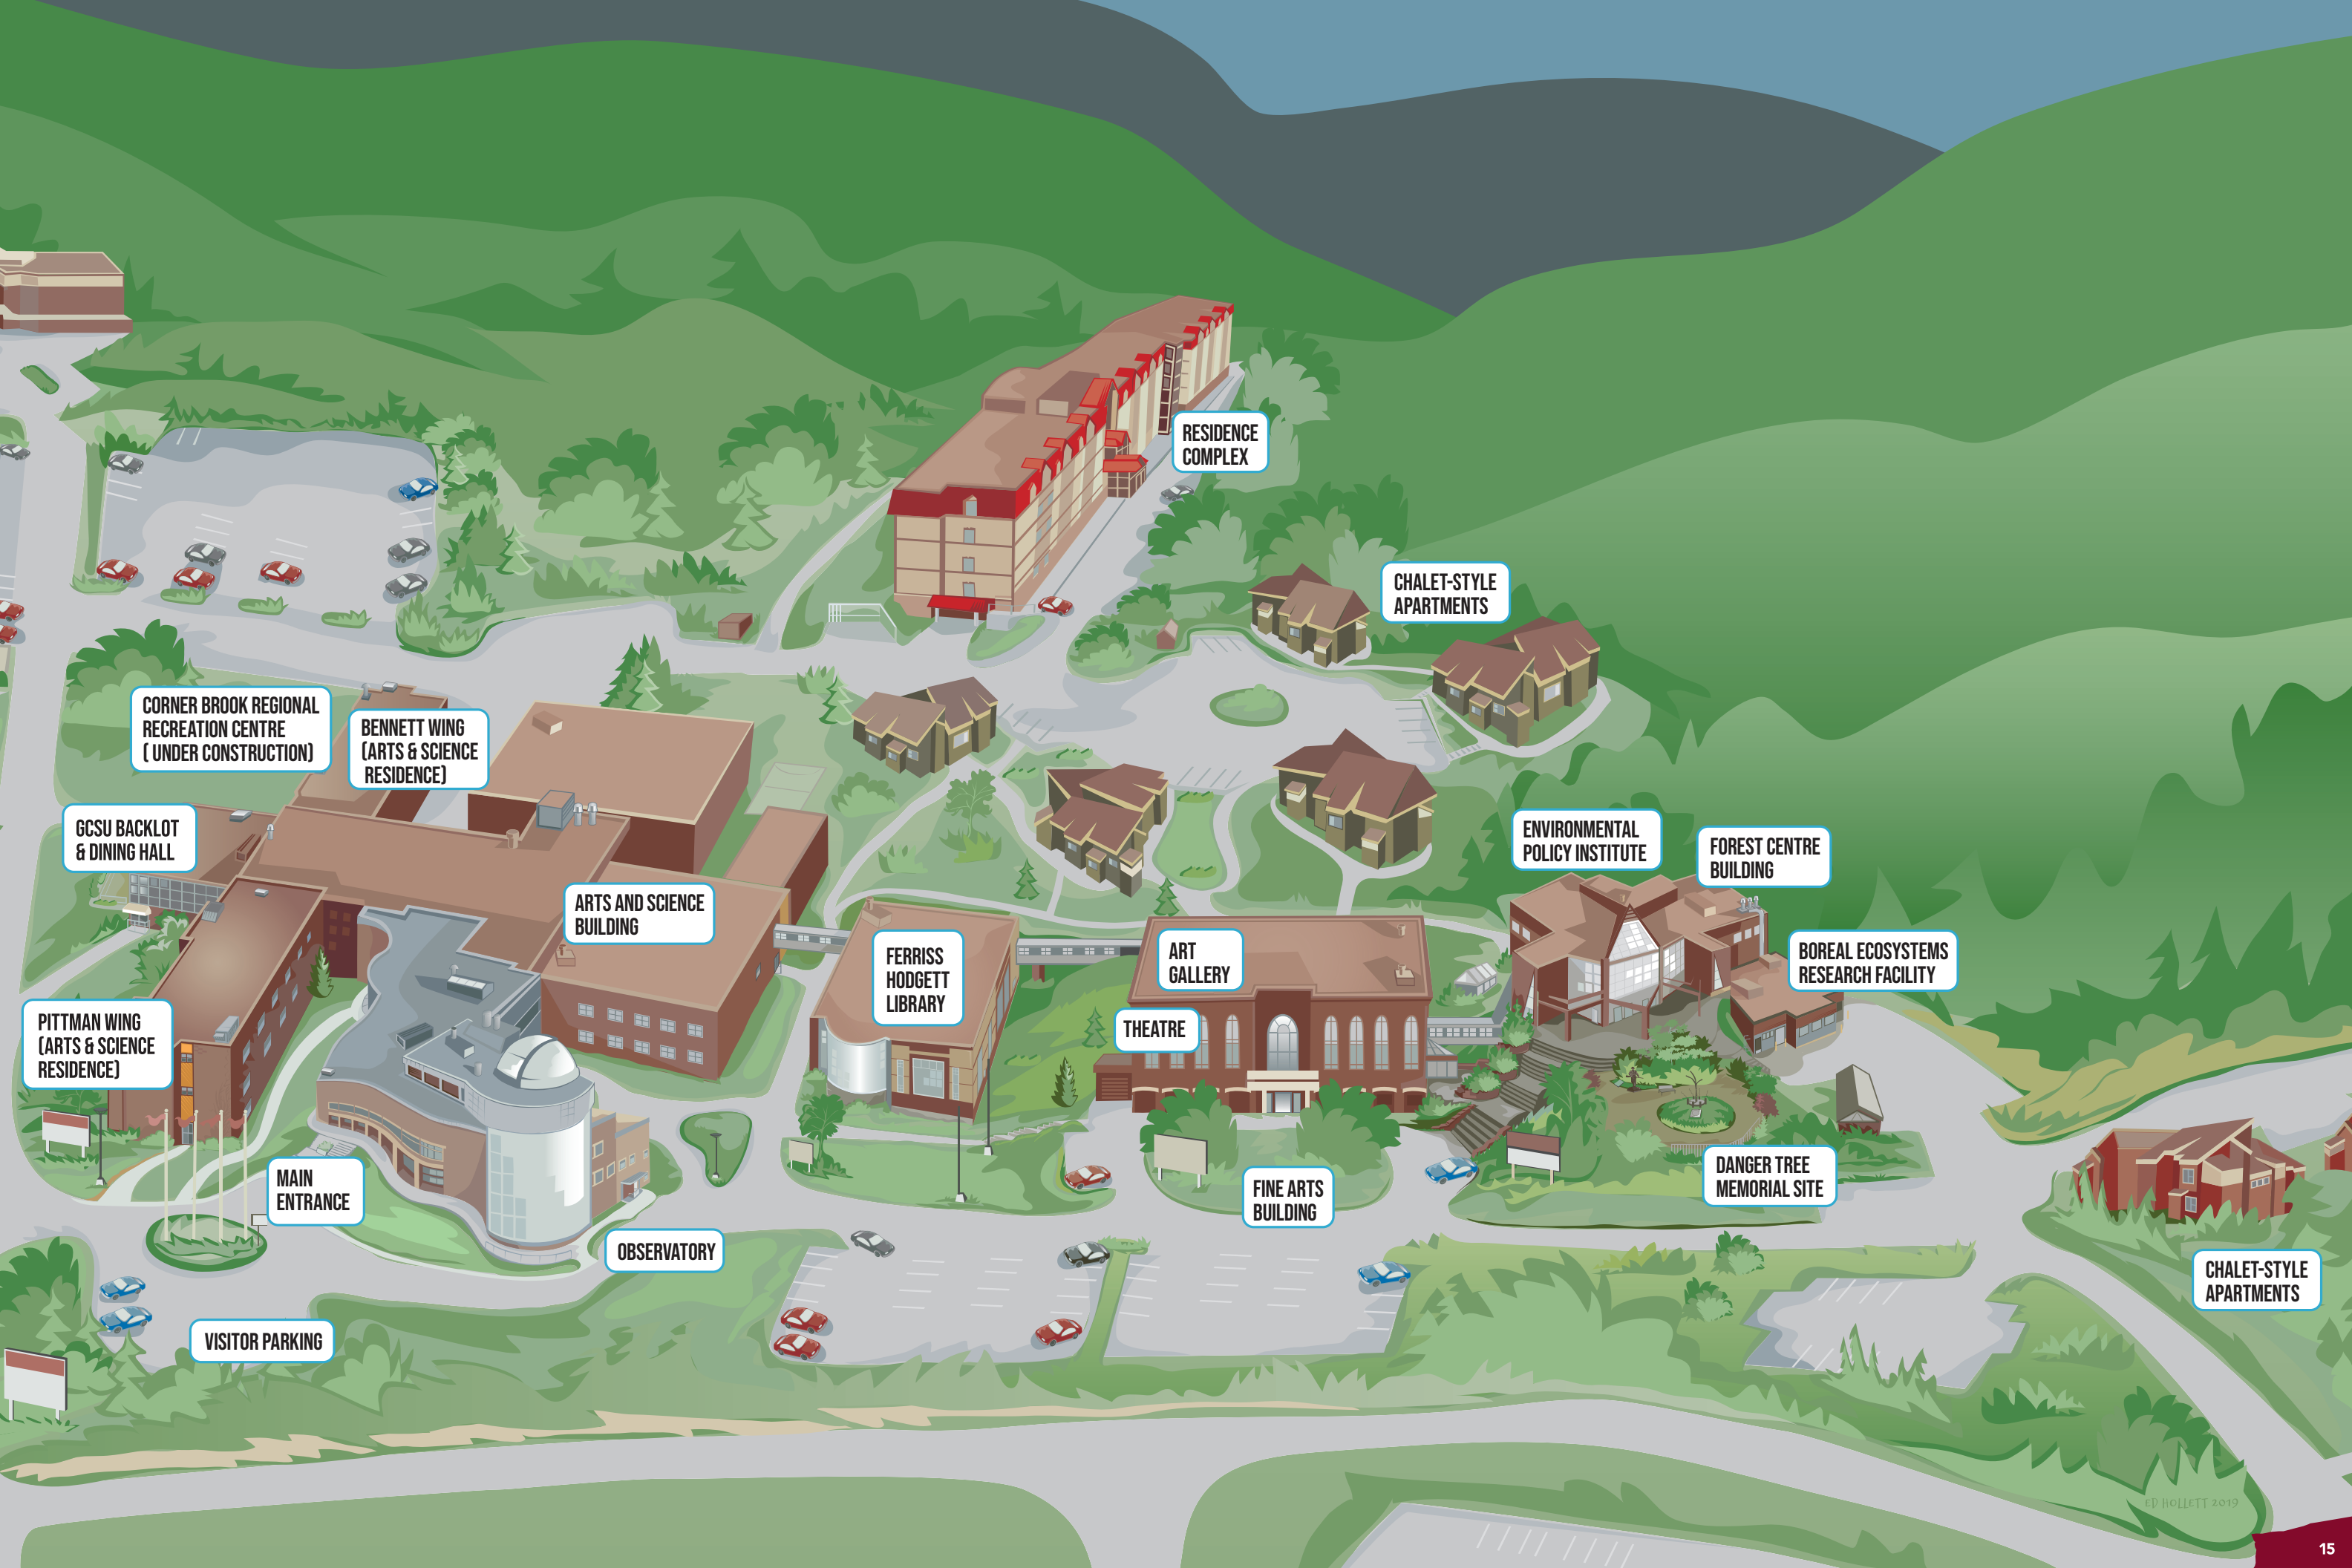 RESIDENCE
COMPLEX
CHALET-STYLE
APARTMENTS
CORNER BROOK REGIONAL
RECREATION CENTRE
( UNDER CONSTRUCTION)
BENNETT WING
(ARTS & SCIENCE
RESIDENCE)
GCSU BACKLOT
& DINING HALL
ENVIRONMENTAL
POLICY INSTITUTE
FOREST CENTRE
BUILDING
ARTS AND SCIENCE
BUILDING
FERRISS
HODGETT
LIBRARY
ART
GALLERY
BOREAL ECOSYSTEMS
RESEARCH FACILITY
PITTMAN WING
(ARTS & SCIENCE
RESIDENCE)
THEATRE
MAIN
ENTRANCE
FINE ARTS
BUILDING
DANGER TREE
MEMORIAL SITE
OBSERVATORY
CHALET-STYLE
APARTMENTS
VISITOR PARKING
ED HOLLETT 2019
15